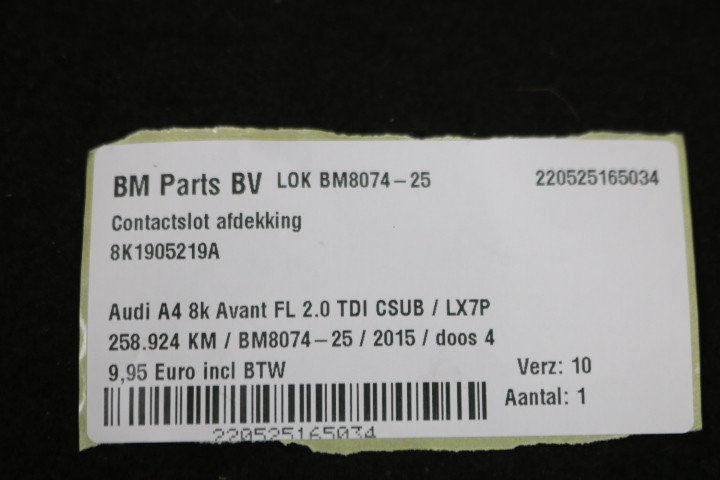 BM Parts BV LOK BM8074-25 220525165034
Contactslot afdekking
8K1905219A
Audi A4 8k Avant FL 2.0 TDI CSUB / LX7P
258.924 KM / BM8074-25 / 2015 / doos 4
9,95 Euro incl BTW Verz: 10
Aantal: 1
220525165034